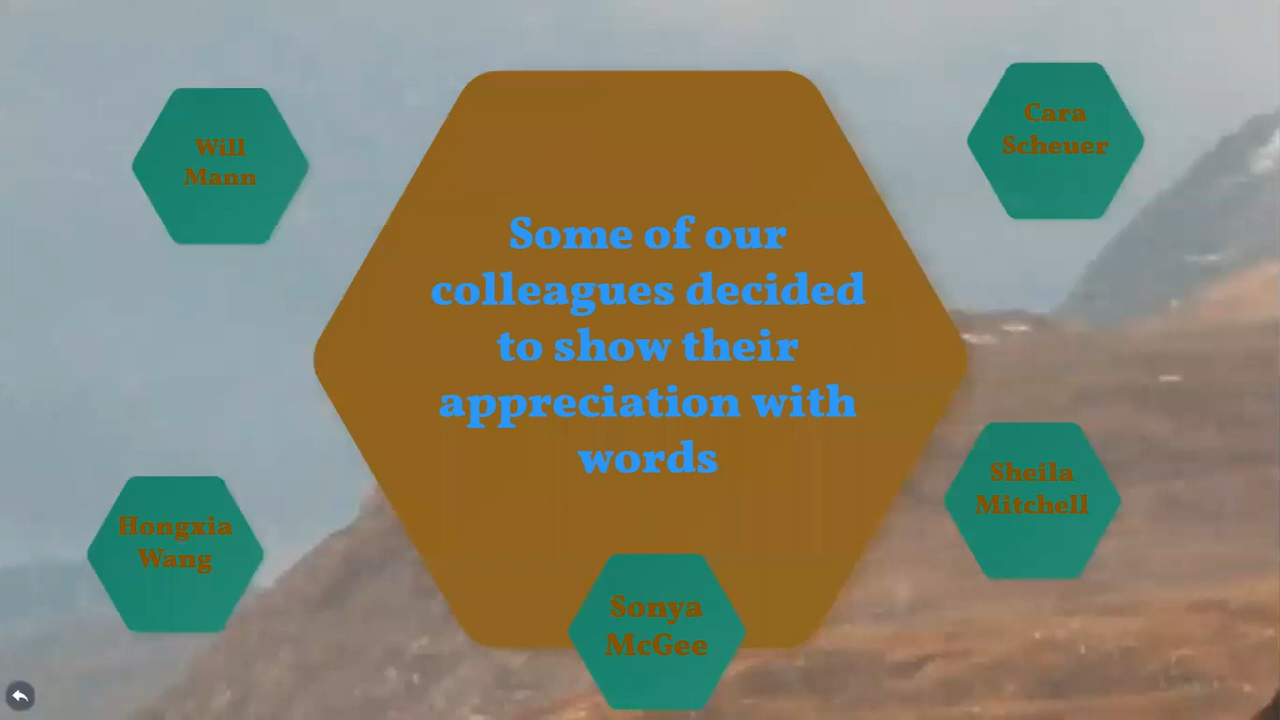 Will
Mann
Cara
Scheuer
Some of our
colleagues decided
to show their
appreciation with
words
Hongxia
Wang
Sheila
Mitchell
Sonya
McGee